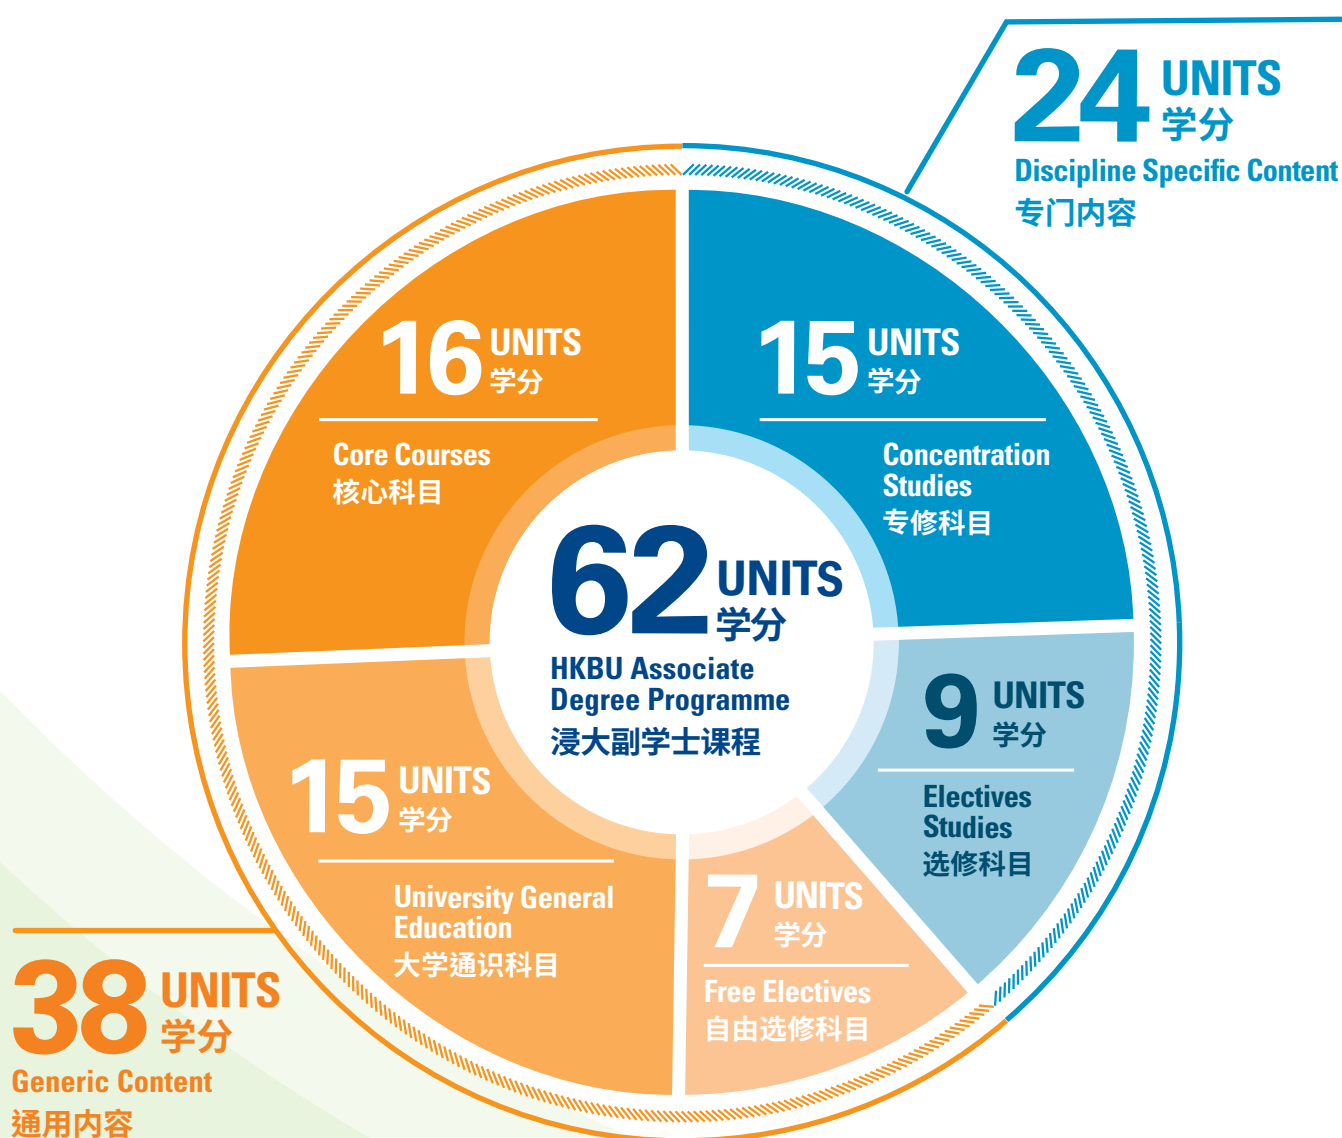 24 UNITS
学分
Discipline Specific Content
专门内容
16 UNITS
学分
Core Courses
核心科目
15 UNITS
学分
Concentration
Studies
专修科目
62 UNITS
学分
HKBU Associate
Degree Programme
浸大副学士课程
9 UNITS
学分
Electives
Studies
选修科目
15 UNITS
学分
University General
Education
大学通识科目
7 UNITS
学分
Free Electives
自由选修科目
38 UNITS
学分
Generic Content
通用内容